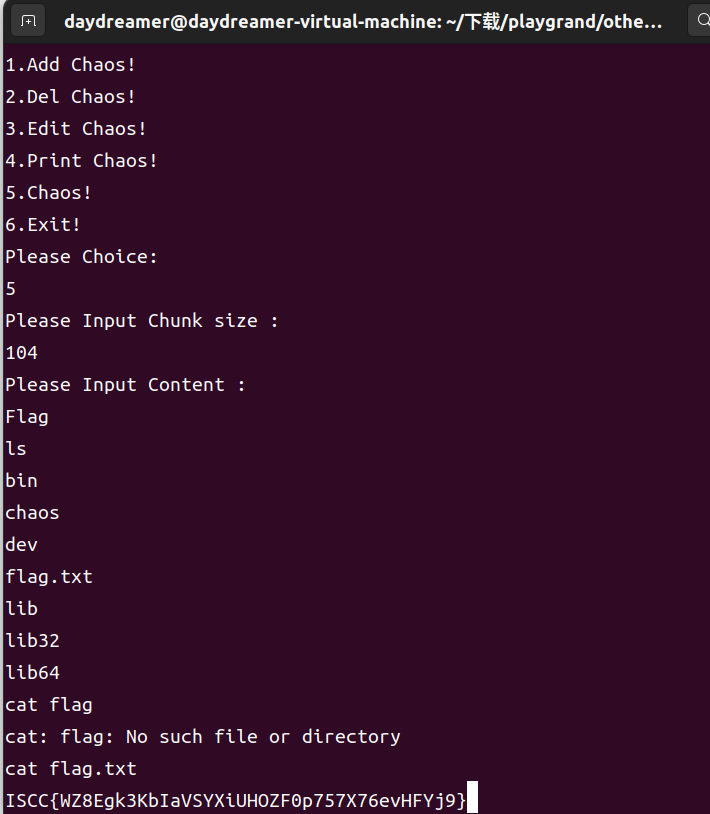 daydreamer@daydreamer-virtual-machine: ~/下载/playgrand/othe...
1.Add Chaos!
2.Del Chaos!
3.Edit Chaos!
4.Print Chaos!
5.Chaos!
6.Exit!
Please Choice:
5
Please Input Chunk size :
104
Please Input Content :
Flag
ls
bin
chaos
dev
flag.txt
lib
lib32
lib64
cat flag
cat: flag: No such file or directory
cat flag.txt
ISCC{WZ8Egk3KbIaVSYXiUHOZF0p757X76evHFYj9}